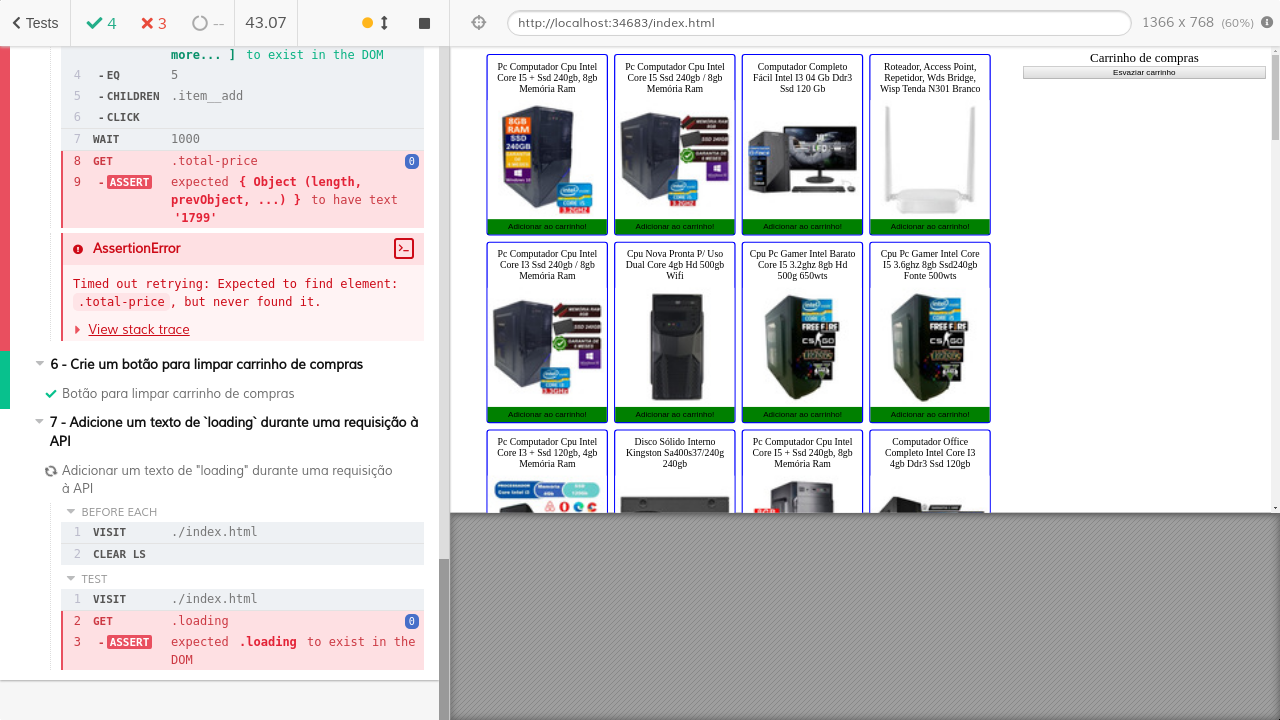 Tests
4
3
--
43.07
http://localhost:34683/index.html
1366 x 768 (60%)
more... ] to exist in the DOM
4 - EQ 5
5 - CHILDREN .item__add
6 - CLICK
7 WAIT 1000
8 GET .total-price 0
9 - ASSERT expected { Object (length,
prevObject, ...) } to have text
'1799'
AssertionError
Timed out retrying: Expected to find element:
.total-price, but never found it.
View stack trace
6 - Crie um botão para limpar carrinho de compras
Botão para limpar carrinho de compras
7 - Adicione um texto de `loading` durante uma requisição à
API
Adicionar um texto de "loading" durante uma requisição
à API
BEFORE EACH
1 VISIT ./index.html
2 CLEAR LS
TEST
1 VISIT ./index.html
2 GET .loading 0
3 - ASSERT expected .loading to exist in the
DOM
Pc Computador Cpu Intel
Core I5 + Ssd 240gb, 8gb
Memória Ram
Adicionar ao carrinho!
Pc Computador Cpu Intel
Core I5 Ssd 240gb / 8gb
Memória Ram
Adicionar ao carrinho!
Computador Completo
Fácil Intel I3 04 Gb Ddr3
Ssd 120 Gb
Adicionar ao carrinho!
Roteador, Access Point,
Repetidor, Wds Bridge,
Wisp Tenda N301 Branco
Adicionar ao carrinho!
Carrinho de compras
Esvaziar carrinho
Pc Computador Cpu Intel
Core I3 Ssd 240gb / 8gb
Memória Ram
Adicionar ao carrinho!
Cpu Nova Pronta P/ Uso
Dual Core 4gb Hd 500gb
Wifi
Adicionar ao carrinho!
Cpu Pc Gamer Intel Barato
Core I5 3.2ghz 8gb Hd
500g 650wts
Adicionar ao carrinho!
Cpu Pc Gamer Intel Core
I5 3.6ghz 8gb Ssd240gb
Fonte 500wts
Adicionar ao carrinho!
Pc Computador Cpu Intel
Core I3 + Ssd 120gb, 4gb
Memória Ram
Disco Sólido Interno
Kingston Sa400s37/240g
240gb
Pc Computador Cpu Intel
Core I5 + Ssd 240gb, 8gb
Memória Ram
Computador Office
Completo Intel Core I3
4gb Ddr3 Ssd 120gb